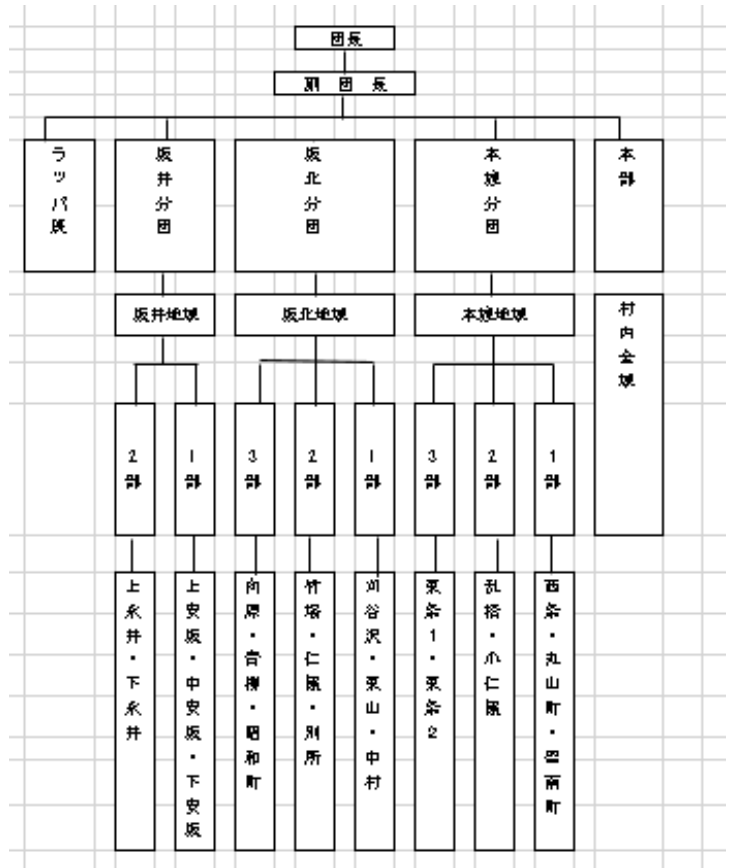 団長
副団長
ラッパ隊
坂井分団
坂北分団
本城分団
本部
坂井地域
坂北地域
本城地域
村内全域
2部
1部
3部
2部
1部
3部
2部
1部
上永井・下永井
上安坂・中安坂・下安坂
向原・青柳・昭和町
竹場・仁熊・別所
刈谷沢・東山・中村
東条1・東条2
乱橋・小仁熊
西条・丸山町・